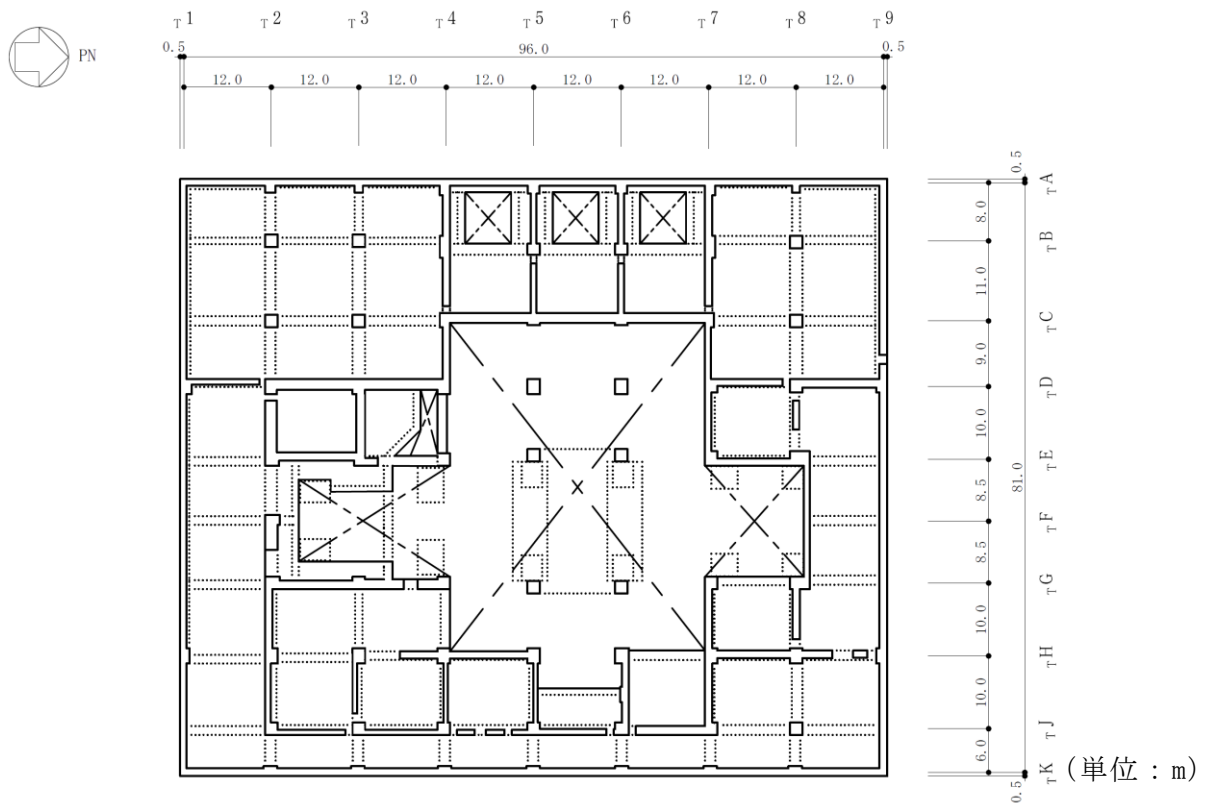 T1 T2 T3 T4 T5 T6 T7 T8 T9
PN
0.5 96.0 0.5
12.0 12.0 12.0 12.0 12.0 12.0 12.0 12.0
0.5
TA
8.0
TB
11.0
TC
9.0
TD
10.0
TE
8.5
81.0
TF
8.5
TG
10.0
TH
10.0
TJ
6.0
TK
0.5
(単位:m)